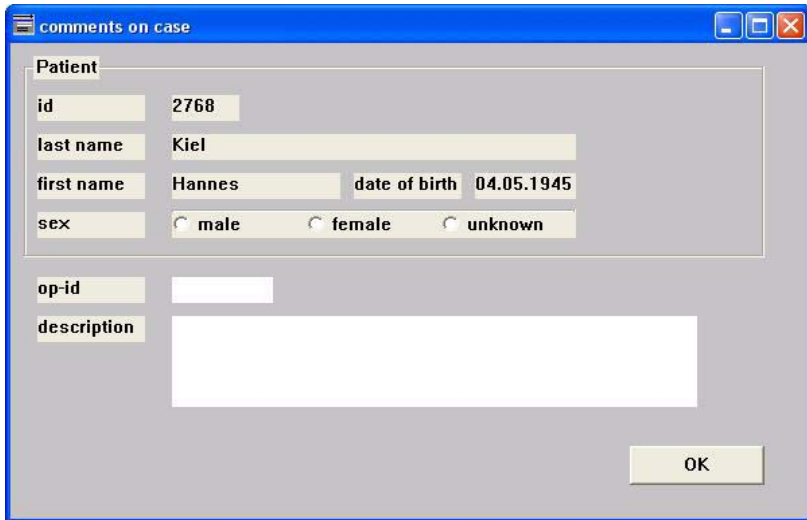 comments on case
Patient
id 2768
last name Kiel
first name Hannes date of birth 04.05.1945
sex male female unknown
op-id
description
OK